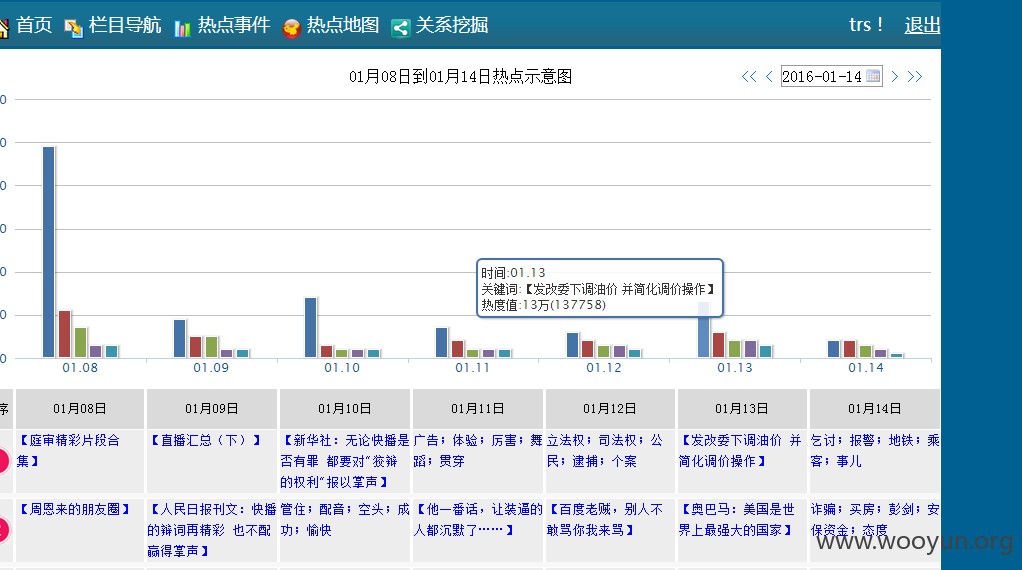 首页 栏目导航 热点事件 热点地图 关系挖掘 trs！ 退出
01月08日到01月14日热点示意图
2016-01-14
0
0
0
0
0
0
0
时间:01.13
关键词:【发改委下调油价 并简化调价操作】
热度值:13万(137758)
01.08 01.09 01.10 01.11 01.12 01.13 01.14
序 01月08日 01月09日 01月10日 01月11日 01月12日 01月13日 01月14日
【庭审精彩片段合
集】
【直播汇总（下）】
【新华社：无论快播是
否有罪 都要对“狡辩
的权利”报以掌声】
广告；体验；厉害；舞
蹈；贯穿
立法权；司法权；公
民；逮捕；个案
【发改委下调油价 并
简化调价操作】
乞讨；报警；地铁；乘
客；事儿
【周恩来的朋友圈】
【人民日报刊文：快播
的辩词再精彩 也不配
赢得掌声】
管住；配音；空头；成
功；愉快
【他一番话，让装逼的
人都沉默了……】
【百度老贼，别人不
敢骂你我来骂】
【奥巴马：美国是世
界上最强大的国家】
诈骗；买房；彭剑；安
保资金；态度
www.wooyun.org